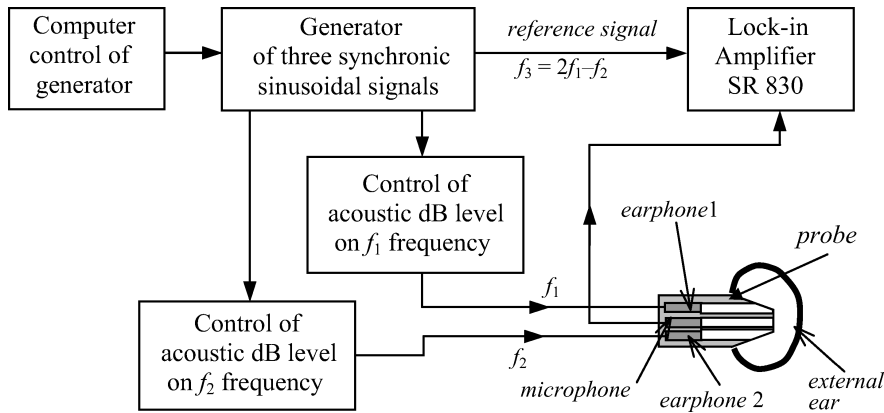 Computer
control of
generator
Generator
of three synchronic
sinusoidal signals
reference signal
f3 = 2f1–f2
Lock-in
Amplifier
SR 830
Control of
acoustic dB level
on f1 frequency
earphone1
probe
f1
Control of
acoustic dB level
on f2 frequency
f2
microphone
earphone 2
external
ear